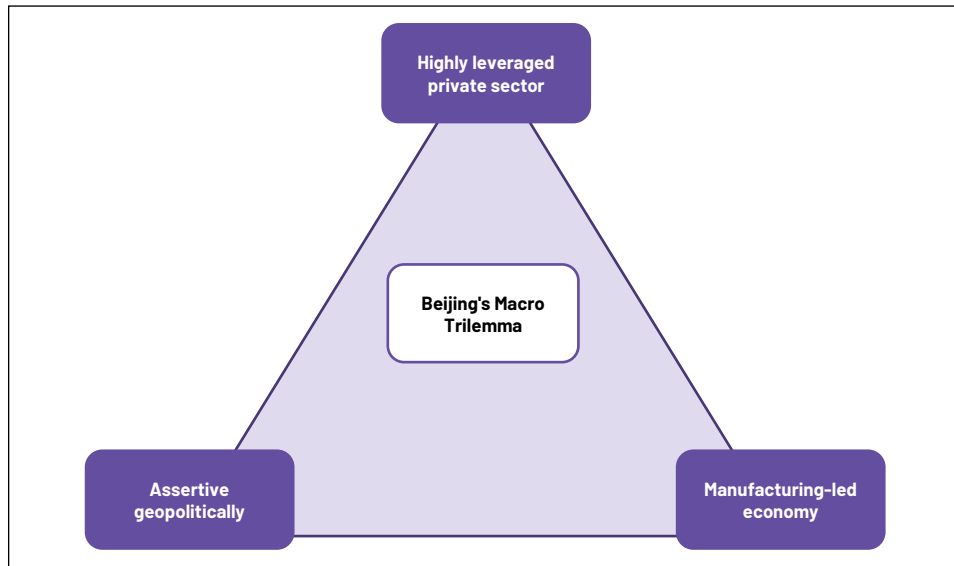 Highly leveraged
private sector
Beijing's Macro
Trilemma
Assertive
geopolitically
Manufacturing-led
economy